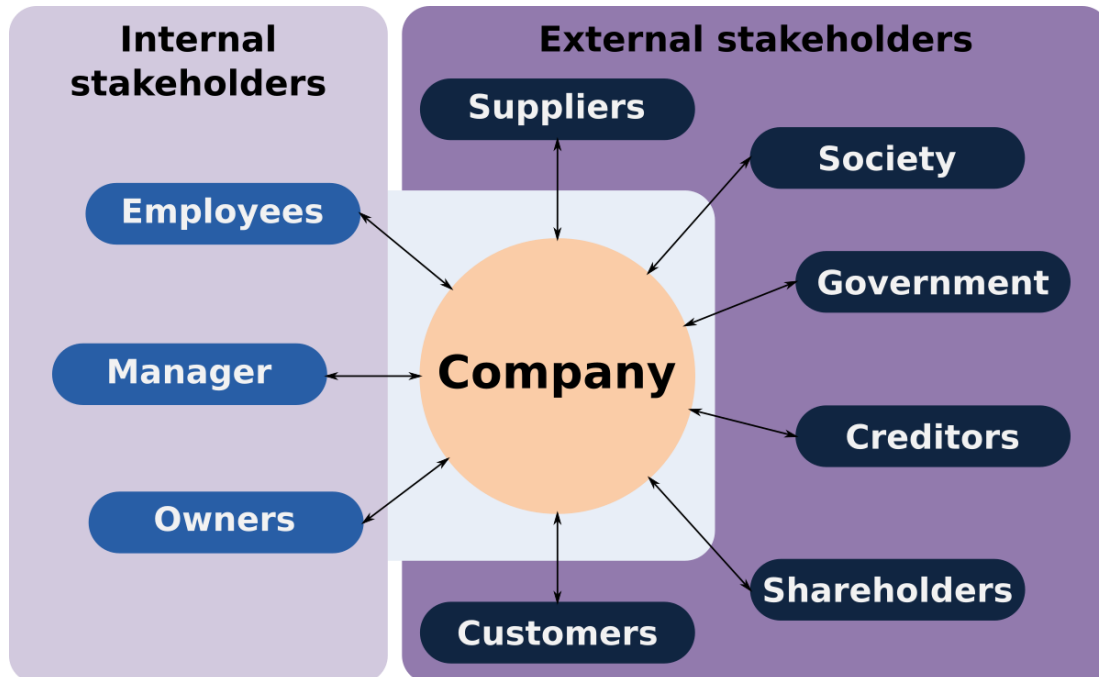 Internal
stakeholders
Employees
Manager
Owners
Company
External stakeholders
Suppliers
Society
Government
Creditors
Shareholders
Customers